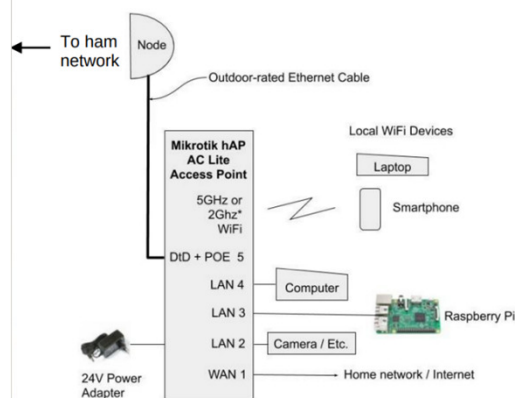 To ham
network
Node
Outdoor-rated Ethernet Cable
Local WiFi Devices
Laptop
Smartphone
Mikrotik hAP
AC Lite
Access Point
5GHz or
2Ghz*
WiFi
DtD + POE 5
LAN 4
Computer
LAN 3
Raspberry Pi
LAN 2
Camera / Etc.
24V Power
Adapter
WAN 1
Home network / Internet